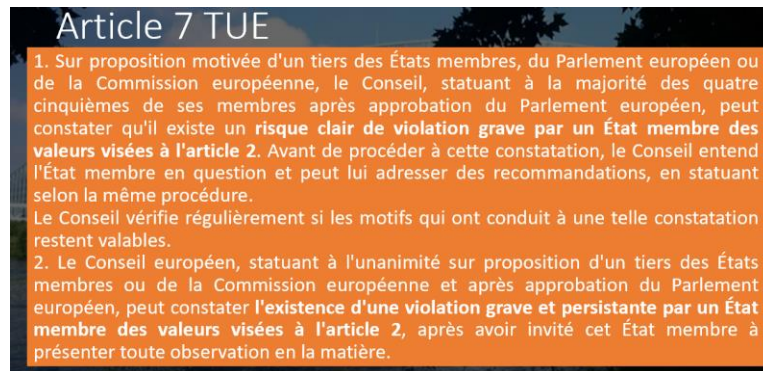 Article 7 TUE
1. Sur proposition motivée d'un tiers des États membres, du Parlement européen ou
de la Commission européenne, le Conseil, statuant à la majorité des quatre
cinquièmes de ses membres après approbation du Parlement européen, peut
constater qu'il existe un risque clair de violation grave par un État membre des
valeurs visées à l'article 2. Avant de procéder à cette constatation, le Conseil entend
l'État membre en question et peut lui adresser des recommandations, en statuant
selon la même procédure.
Le Conseil vérifie régulièrement si les motifs qui ont conduit à une telle constatation
restent valables.
2. Le Conseil européen, statuant à l'unanimité sur proposition d'un tiers des États
membres ou de la Commission européenne et après approbation du Parlement
européen, peut constater l'existence d'une violation grave et persistante par un État
membre des valeurs visées à l'article 2, après avoir invité cet État membre à
présenter toute observation en la matière.